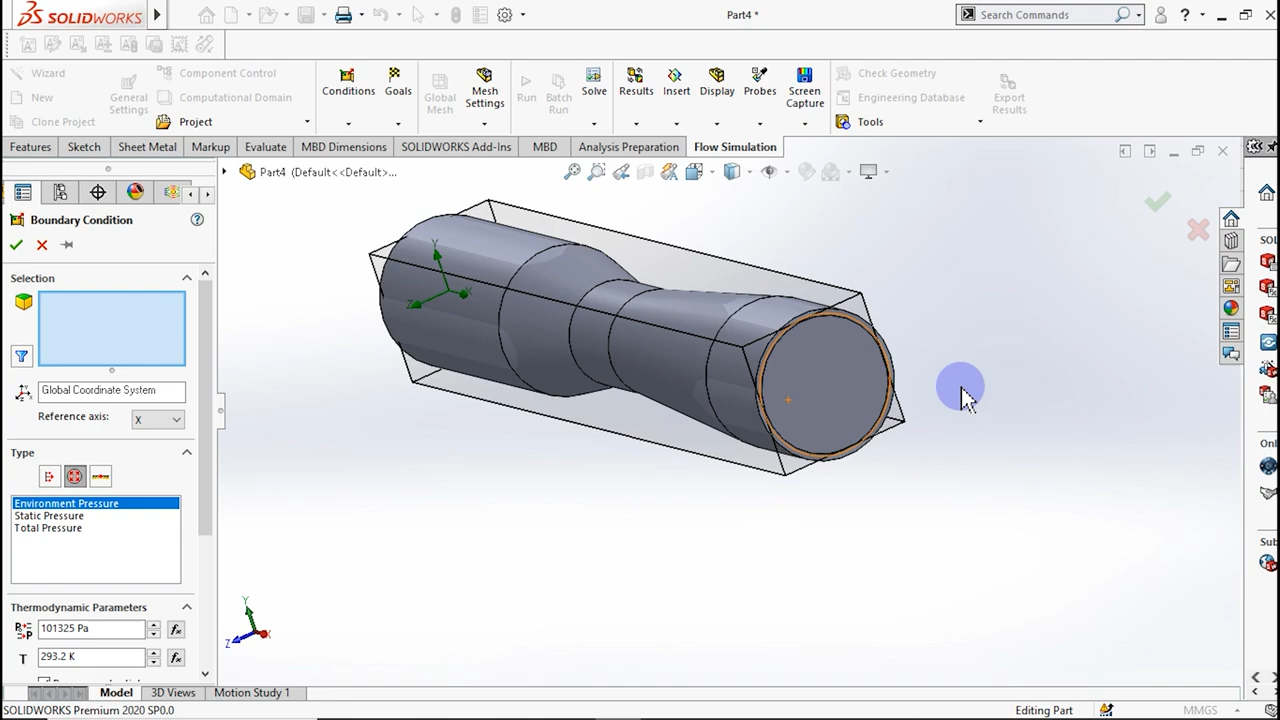 SOLIDWORKS
Part4 *
Search Commands
Wizard
New
Clone Project
General Settings
Component Control
Computational Domain
Project
Conditions
Goals
Global Mesh
Mesh Settings
Run
Batch Run
Solve
Results
Insert
Display
Probes
Screen Capture
Check Geometry
Engineering Database
Tools
Export Results
Features
Sketch
Sheet Metal
Markup
Evaluate
MBD Dimensions
SOLIDWORKS Add-Ins
MBD
Analysis Preparation
Flow Simulation
Part4 (Default<<Default>...
Boundary Condition
Selection
Global Coordinate System
Reference axis:
X
Type
Environment Pressure
Static Pressure
Total Pressure
Thermodynamic Parameters
101325 Pa
T
293.2 K
Y
Z
X
Y
Z
X
SOL
Onl
Sub
Model
3D Views
Motion Study 1
SOLIDWORKS Premium 2020 SP0.0
Editing Part
MMGS